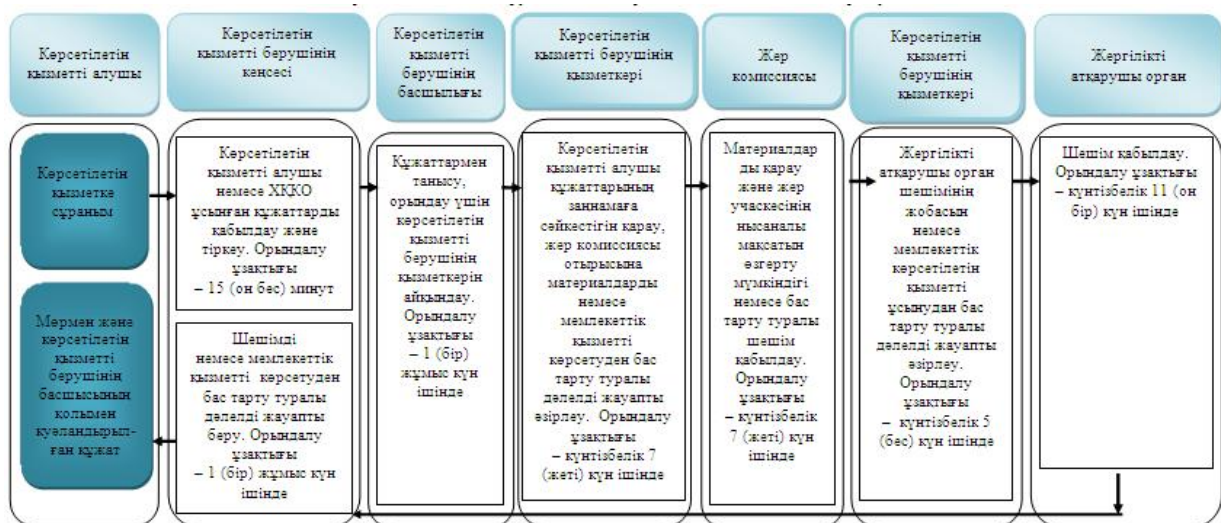 Көрсетілетін
қызметті алушы
Көрсетілетін
қызметті берушінің
кеңсесі
Көрсетілетін
қызметті
берушінің
басшылығы
Көрсетілетін
қызметті берушінің
қызметкері
Жер
комиссиясы
Көрсетілетін
қызметті
берушінің
қызметкері
Жергілікті
атқарушы орган
Көрсетілетін
қызметке
сұраным
Мөрмен және
көрсетілетін
қызметті
берушінің
басшысының
қолымен
куәландырыл-
ған құжат
Көрсетілетін
қызметті алушы
немесе ХҚКО
ұсынған құжаттарды
қабылдау және
тіркеу. Орындалу
ұзақтығы
– 15 (он бес) минут
Шешімді
немесе мемлекеттік
қызметті көрсетуден
бас тарту туралы
дәлелді жауапты
беру. Орындалу
ұзақтығы
– 1 (бір) жұмыс күн
ішінде
Құжаттармен
танысу,
орындау үшін
көрсетілетін
қызметті
берушінің
қызметкерін
айқындау.
Орындалу
ұзақтығы
– 1 (бір)
жұмыс күн
ішінде
Көрсетілетін
қызметті алушы
құжаттарының
заңнамаға
сәйкестігін қарау,
жер комиссиясы
отырысына
материалдарды
немесе
мемлекеттік
қызметті
көрсетуден бас
тарту туралы
дәлелді жауапты
әзірлеу. Орындалу
ұзақтығы
– күнтізбелік 7
(жеті) күн ішінде
Материалдар
ды қарау
және жер
учаскесінің
нысаналы
мақсатын
өзгерту
мүмкіндігі
немесе бас
тарту туралы
шешім
қабылдау.
Орындалу
ұзақтығы
– күнтізбелік
7 (жеті) күн
ішінде
Жергілікті
атқарушы орган
шешімінің
жобасын
немесе
мемлекеттік
көрсетілетін
қызметті
ұсынудан бас
тарту туралы
дәлелді жауапты
әзірлеу.
Орындалу
ұзақтығы
– күнтізбелік 5
(бес) күн ішінде
Шешім қабылдау.
Орындалу ұзақтығы
– күнтізбелік 11 (он
бір) күн ішінде